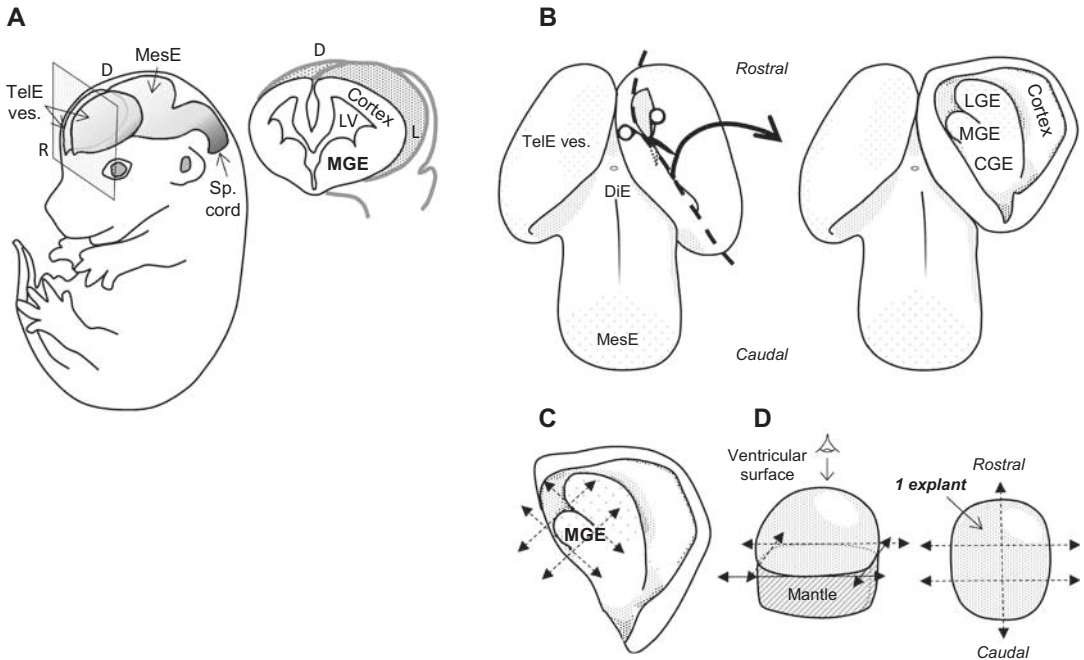 A
MesE
D
TelE
ves.
R
Sp.
cord
D
Cortex
LV
L
MGE
B
Rostral
TelE ves.
DiE
MesE
Caudal
LGE
Cortex
MGE
CGE
C
MGE
D
Ventricular
surface
Mantle
Rostral
1 explant
Caudal